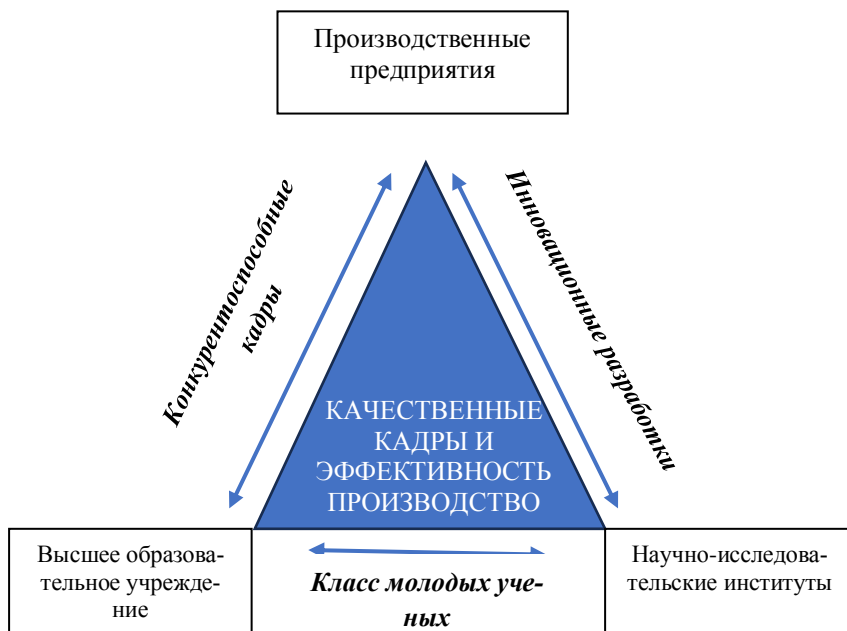 Производственные
предприятия
Конкурентоспособные
кадры
Инновационные разработки
КАЧЕСТВЕННЫЕ
КАДРЫ И
ЭФФЕКТИВНОСТЬ
ПРОИЗВОДСТВО
Высшее образова-
тельное учрежде-
ние
Класс молодых уче-
ных
Научно-исследова-
тельские институты